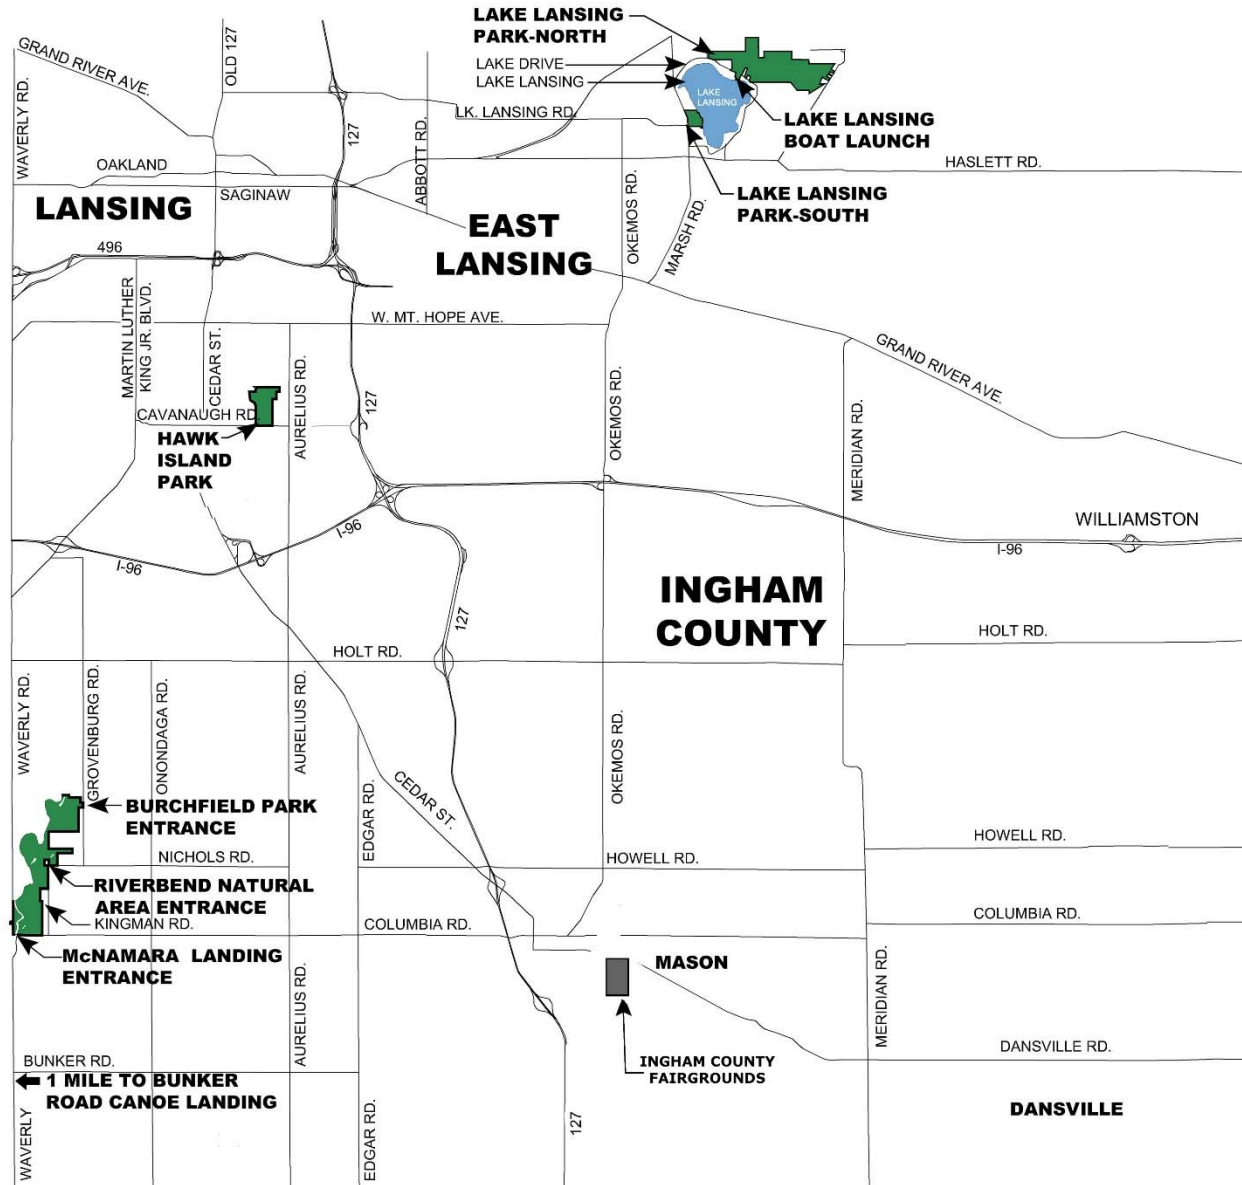 LAKE LANSING
PARK-NORTH
LAKE DRIVE
LAKE LANSING
LAKE
LANSING
LAKE LANSING
BOAT LAUNCH
LAKE LANSING
PARK-SOUTH
GRAND RIVER AVE.
OLD 127
WAVERLY RD.
127
ABBOTT RD.
LK. LANSING RD.
HASLETT RD.
OAKLAND
SAGINAW
LANSING
EAST
LANSING
OKEMOS RD.
MARSH RD.
496
W. MT. HOPE AVE.
MARTIN LUTHER
KING JR. BLVD.
CEDAR ST.
AURELIUS RD.
127
OKEMOS RD.
MERIDIAN RD.
GRAND RIVER AVE.
CAVANAUGH RD.
HAWK
ISLAND
PARK
I-96
I-96
WILLIAMSTON
I-96
INGHAM
COUNTY
127
HOLT RD.
HOLT RD.
WAVERLY RD.
GROVENBURG RD.
ONONDAGA RD.
AURELIUS RD.
OKEMOS RD.
CEDAR ST.
EDGAR RD.
BURCHFIELD PARK
ENTRANCE
NICHOLS RD.
HOWELL RD.
HOWELL RD.
RIVERBEND NATURAL
AREA ENTRANCE
KINGMAN RD.
COLUMBIA RD.
COLUMBIA RD.
McNAMARA LANDING
ENTRANCE
AURELIUS RD.
MASON
MERIDIAN RD.
INGHAM COUNTY
FAIRGROUNDS
DANSVILLE RD.
BUNKER RD.
1 MILE TO BUNKER
ROAD CANOE LANDING
DANSVILLE
WAVERLY
EDGAR RD.
127